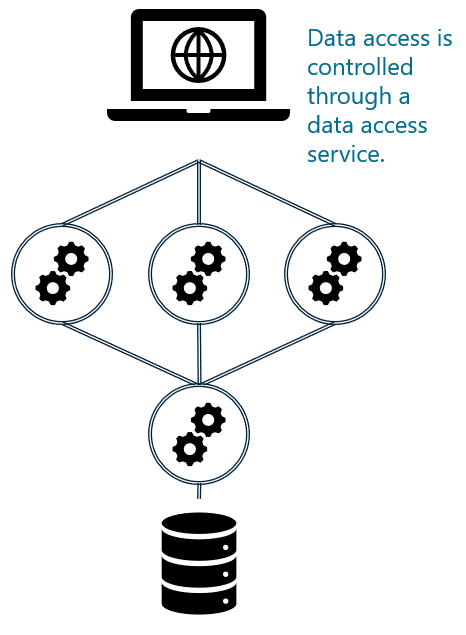 Data access is
controlled
through a
data access
service.